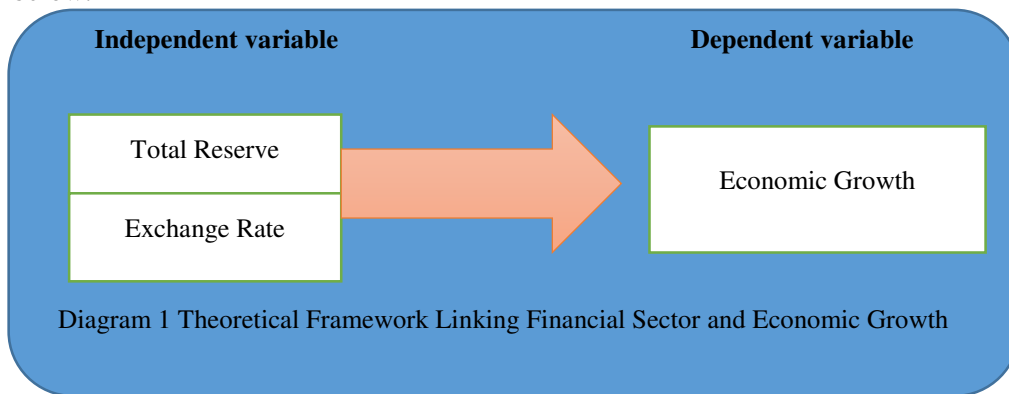 Independent variable
Dependent variable
Total Reserve
Exchange Rate
Economic Growth
Diagram 1 Theoretical Framework Linking Financial Sector and Economic Growth